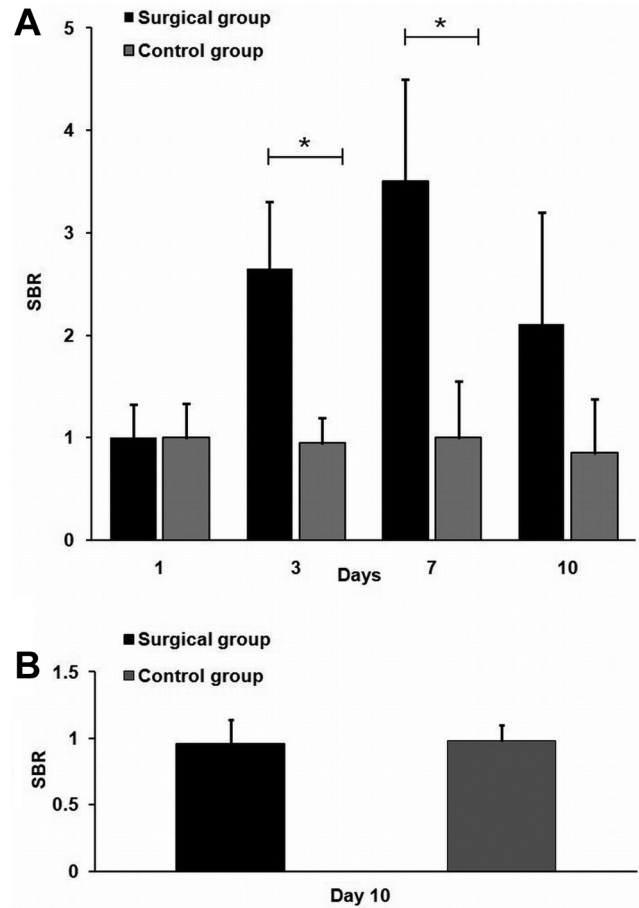 A
Surgical group
Control group
5
4
3
2
1
0
SBR
*
*
1 3 7 10
Days
B
Surgical group
Control group
1.5
1
0.5
0
SBR
Day 10